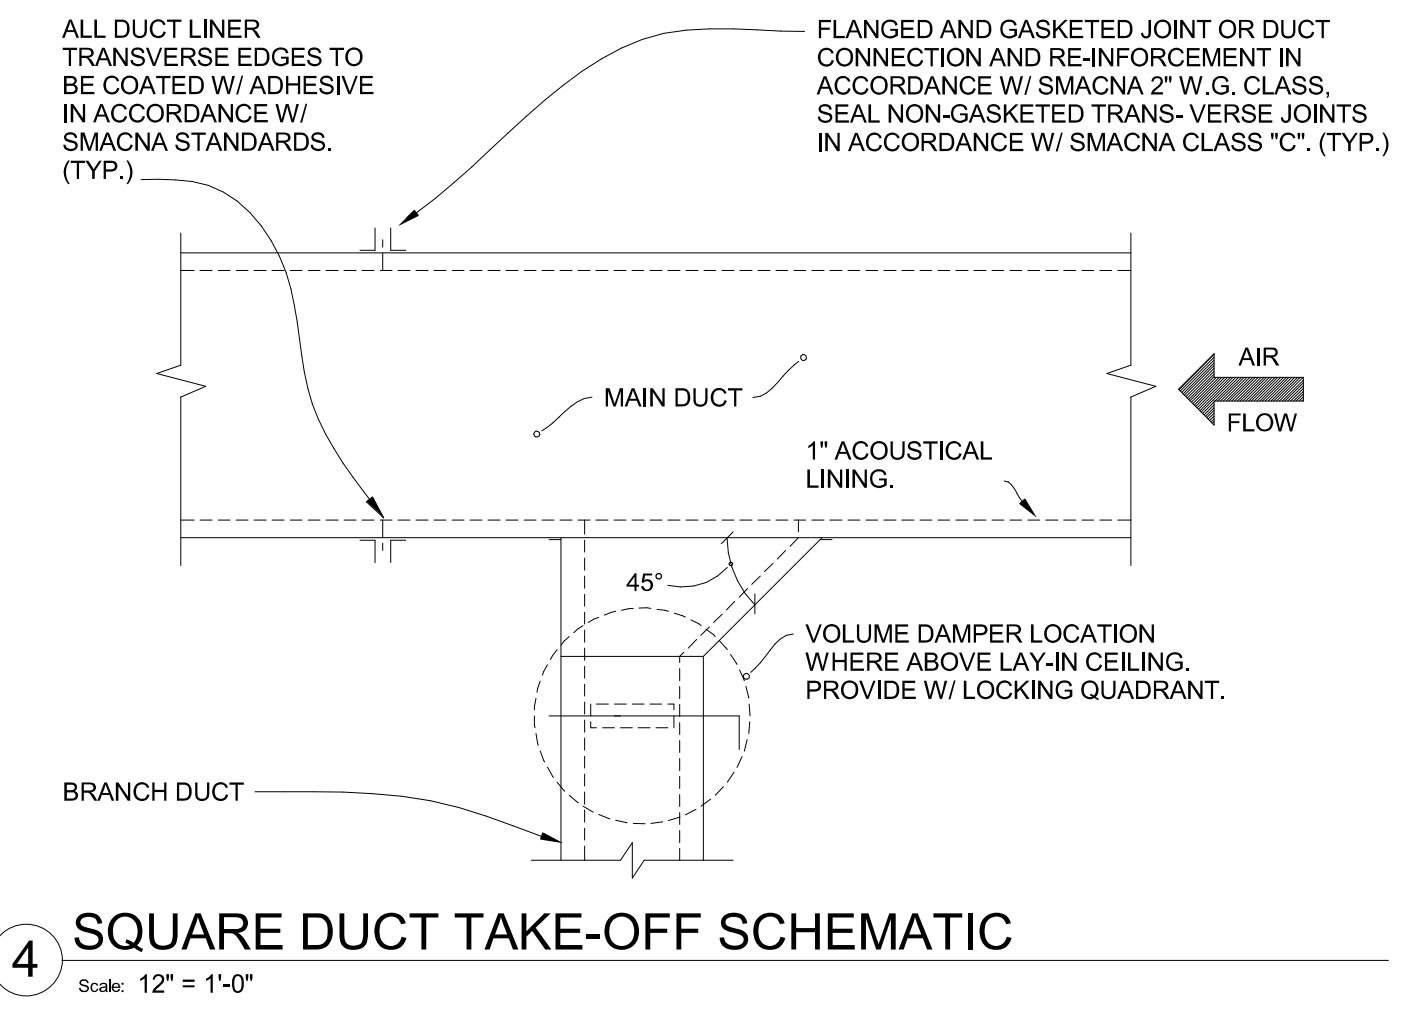 ALL DUCT LINER
TRANSVERSE EDGES TO
BE COATED W/ ADHESIVE
IN ACCORDANCE W/
SMACNA STANDARDS.
(TYP.)
FLANGED AND GASKETED JOINT OR DUCT
CONNECTION AND RE-INFORCEMENT IN
ACCORDANCE W/ SMACNA 2" W.G. CLASS,
SEAL NON-GASKETED TRANS- VERSE JOINTS
IN ACCORDANCE W/ SMACNA CLASS "C". (TYP.)
AIR
FLOW
MAIN DUCT
1" ACOUSTICAL
LINING.
45°
VOLUME DAMPER LOCATION
WHERE ABOVE LAY-IN CEILING.
PROVIDE W/ LOCKING QUADRANT.
BRANCH DUCT
4
SQUARE DUCT TAKE-OFF SCHEMATIC
Scale: 12" = 1'-0"